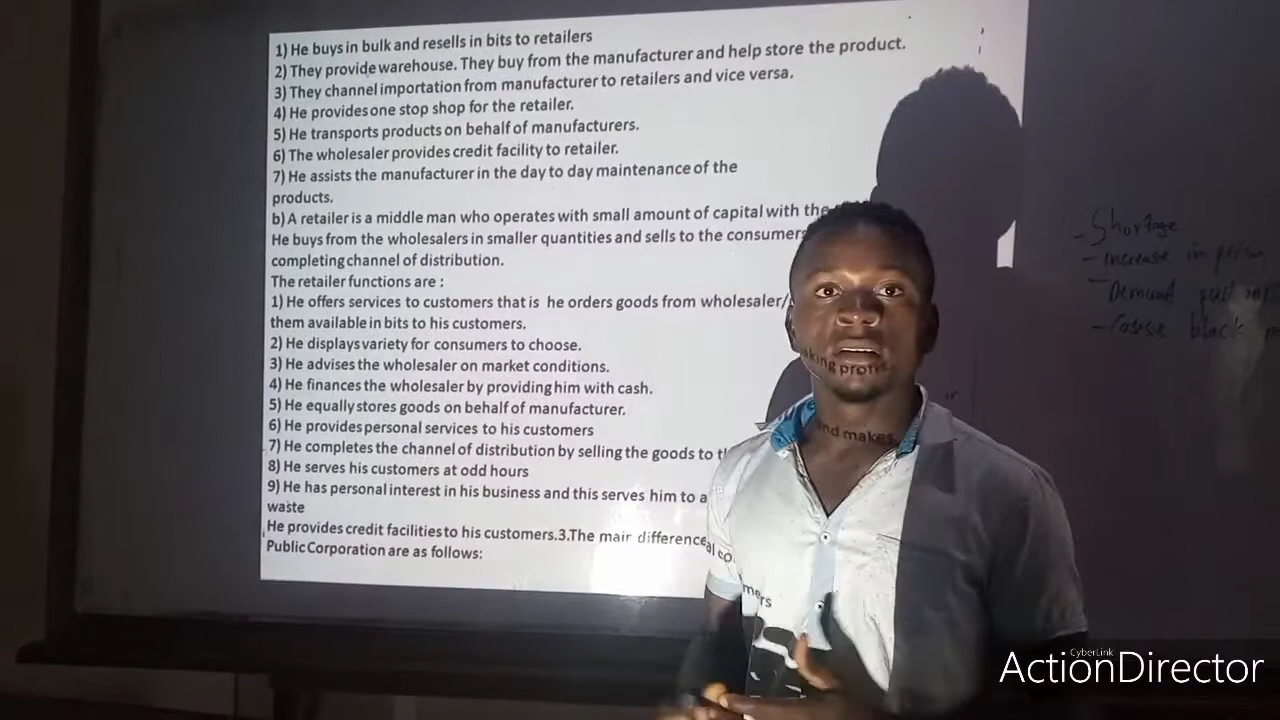 1) He buys in bulk and resells in bits to retailers
2) They provide warehouse. They buy from the manufacturer and help store the product.
3) They channel importation from manufacturer to retailers and vice versa.
4) He provides one stop shop for the retailer.
5) He transports products on behalf of manufacturers.
6) The wholesaler provides credit facility to retailer.
7) He assists the manufacturer in the day to day maintenance of the
products.
b) A retailer is a middle man who operates with small amount of capital with the
aking profit
He buys from the wholesalers in smaller quantities and sells to the consumers
completing channel of distribution.
The retailer functions are :
1) He offers services to customers that is he orders goods from wholesaler/
and makes
them available in bits to his customers.
2) He displays variety for consumers to choose.
3) He advises the wholesaler on market conditions.
4) He finances the wholesaler by providing him with cash.
5) He equally stores goods on behalf of manufacturer.
6) He provides personal services to his customers
7) He completes the channel of distribution by selling the goods to
al co
mers
8) He serves his customers at odd hours
9) He has personal interest in his business and this serves him to a
waste
He provides credit facilities to his customers.3.The mair difference
Public Corporation are as follows:
- Shortage
- increase in
- Demand
- black
CyberLink
ActionDirector